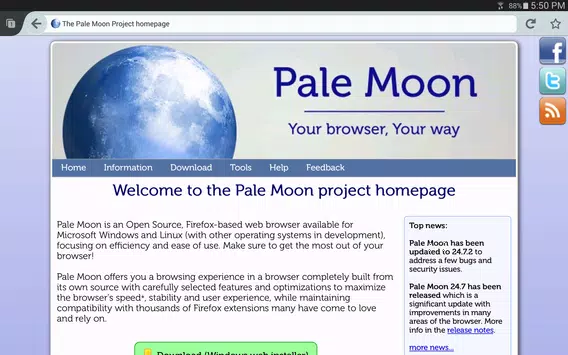 88% 5:50 PM
The Pale Moon Project homepage
Pale Moon
Your browser, Your way
Home Information Download Tools Help Feedback
Welcome to the Pale Moon project homepage
Pale Moon is an Open Source, Firefox-based web browser available for
Microsoft Windows and Linux (with other operating systems in development),
focusing on efficiency and ease of use. Make sure to get the most out of your
browser!
Pale Moon offers you a browsing experience in a browser completely built from
its own source with carefully selected features and optimizations to maximize
the browser's speed*, stability and user experience, while maintaining
compatibility with thousands of Firefox extensions many have come to love
and rely on.
Download (Windows web installer)
Top news:
Pale Moon has been
updated to 24.7.2 to
address a few bugs and
security issues.
Pale Moon 24.7 has been
released which is a
significant update with
improvements in many
areas of the browser. More
info in the release notes.
more news...